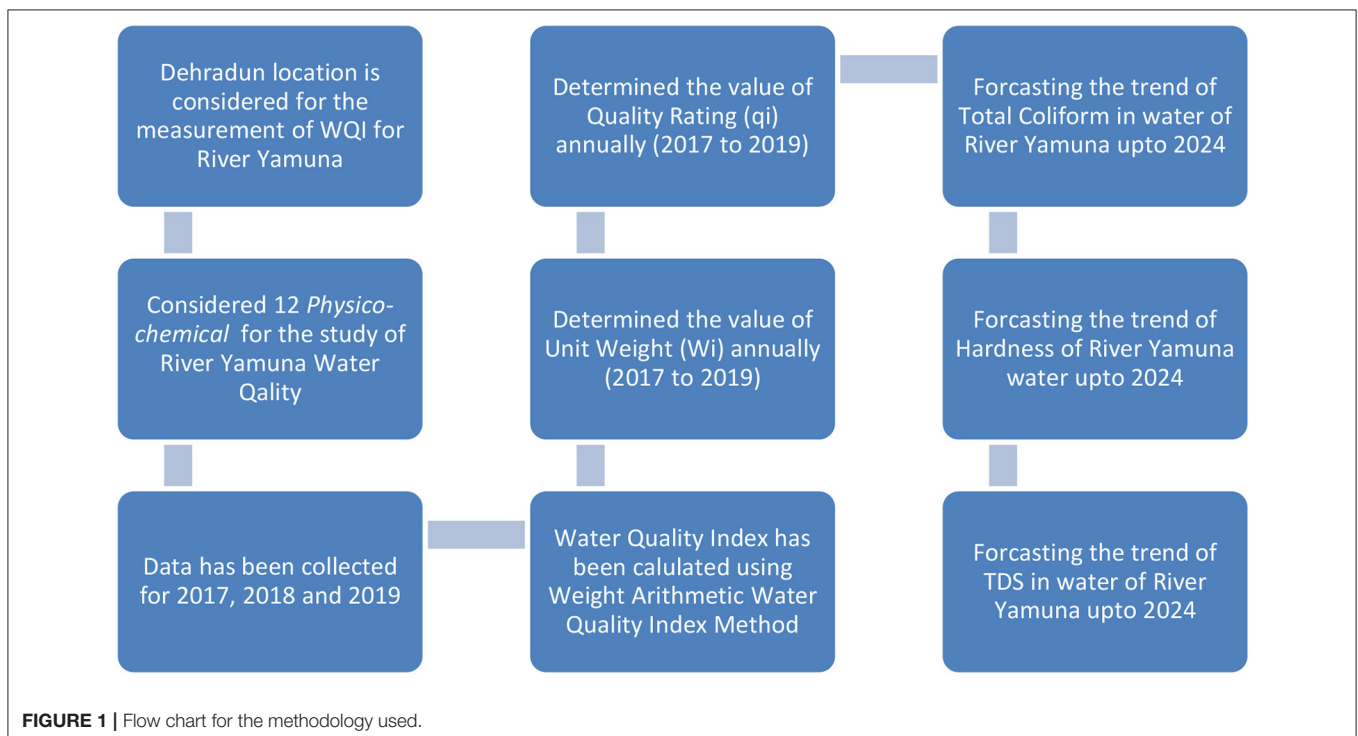 Dehradun location is
considered for the
measurement of WQI for
River Yamuna
Considered 12 Physico-
chemical for the study of
River Yamuna Water
Qality
Data has been collected
for 2017, 2018 and 2019
Water Quality Index has
been calulated using
Weight Arithmetic Water
Quality Index Method
Determined the value of
Unit Weight (Wi) annually
(2017 to 2019)
Determined the value of
Quality Rating (qi)
annually (2017 to 2019)
Forcasting the trend of
Total Coliform in water of
River Yamuna upto 2024
Forcasting the trend of
Hardness of River Yamuna
water upto 2024
Forcasting the trend of
TDS in water of River
Yamuna upto 2024
FIGURE 1 | Flow chart for the methodology used.